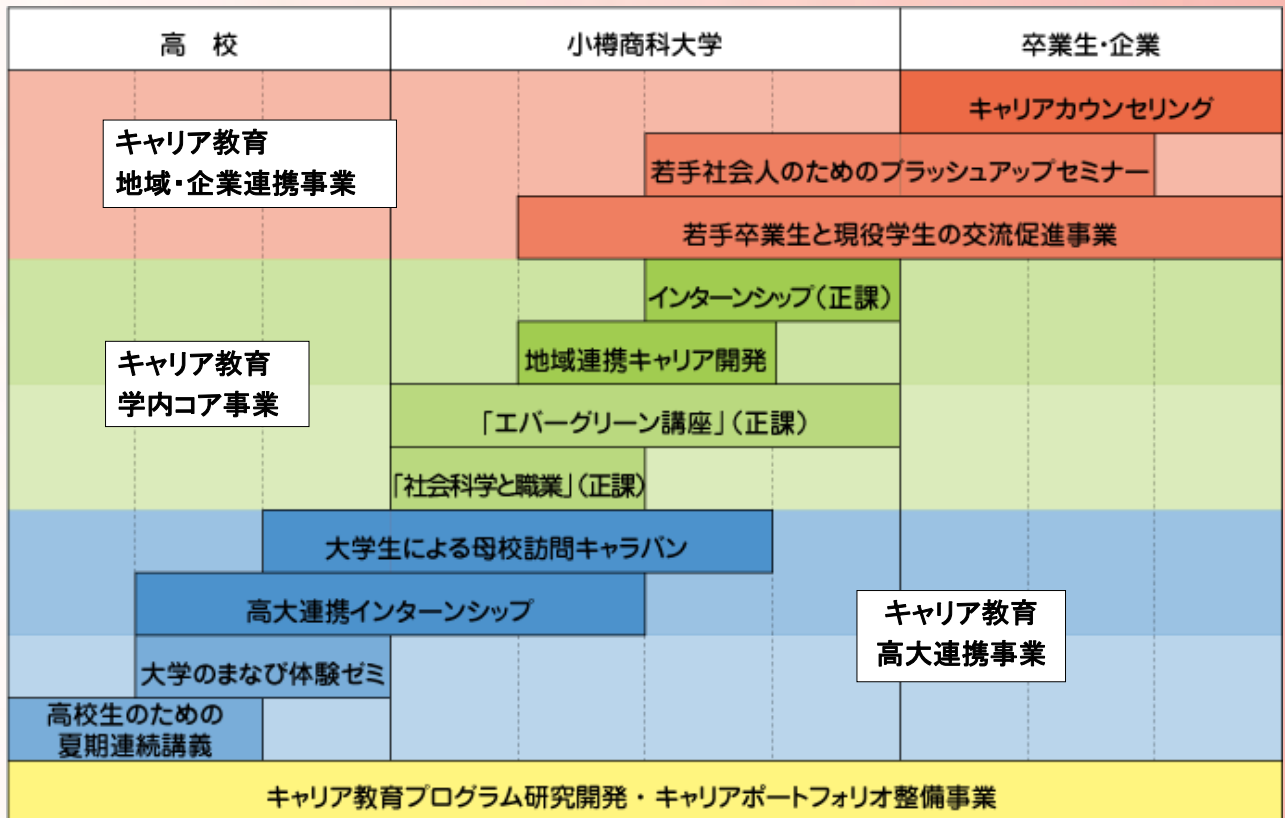 高　校
小樽商科大学
卒業生・企業
キャリアカウンセリング
キャリア教育
地域・企業連携事業
若手社会人のためのブラッシュアップセミナー
若手卒業生と現役学生の交流促進事業
インターンシップ(正課)
キャリア教育
学内コア事業
地域連携キャリア開発
「エバーグリーン講座」(正課)
「社会科学と職業」(正課)
大学生による母校訪問キャラバン
高大連携インターンシップ
キャリア教育
高大連携事業
大学のまなび体験ゼミ
高校生のための
夏期連続講義
キャリア教育プログラム研究開発・キャリアポートフォリオ整備事業